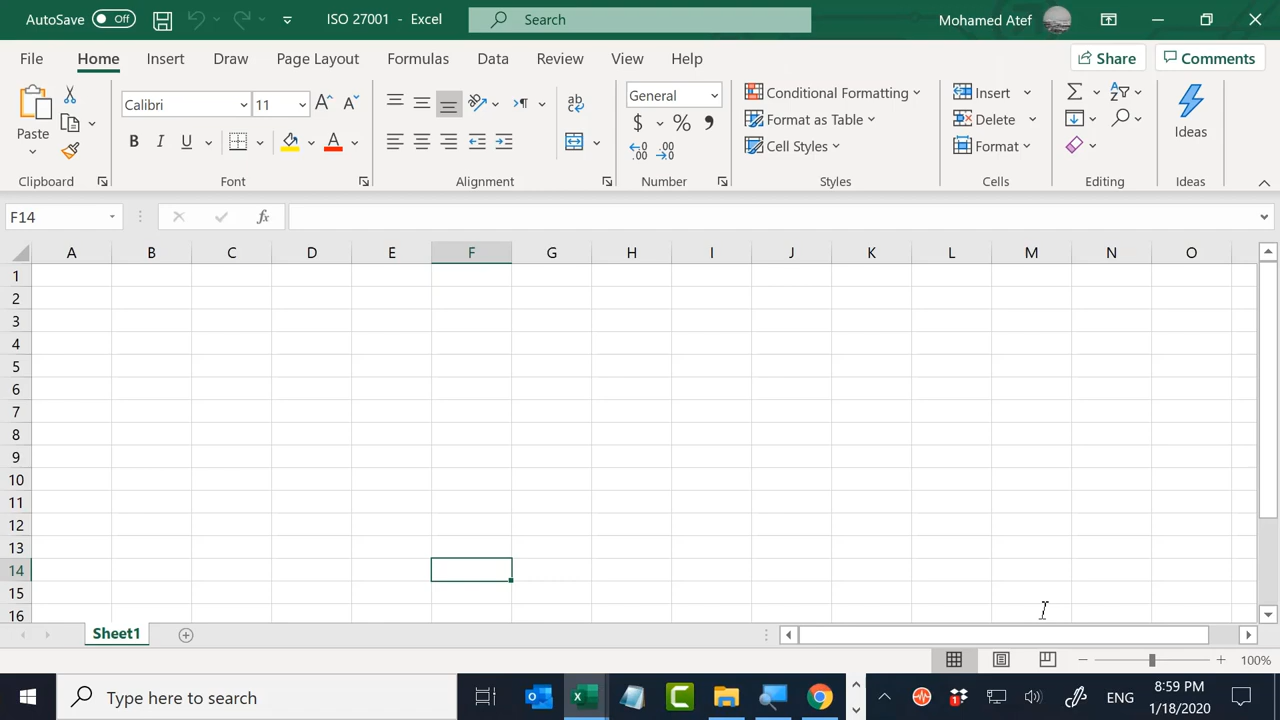 AutoSave Off ISO 27001 - Excel Search Mohamed Atef
File Home Insert Draw Page Layout Formulas Data Review View Help Share Comments
Paste Calibri 11 B I U A General $ % Conditional Formatting Format as Table Cell Styles Insert Delete Format Ideas
Clipboard Font Alignment Number Styles Cells Editing Ideas
F14 fx
A B C D E F G H I J K L M N O
1
2
3
4
5
6
7
8
9
10
11
12
13
14
15
16
Sheet1
100%
Type here to search ENG 8:59 PM
1/18/2020